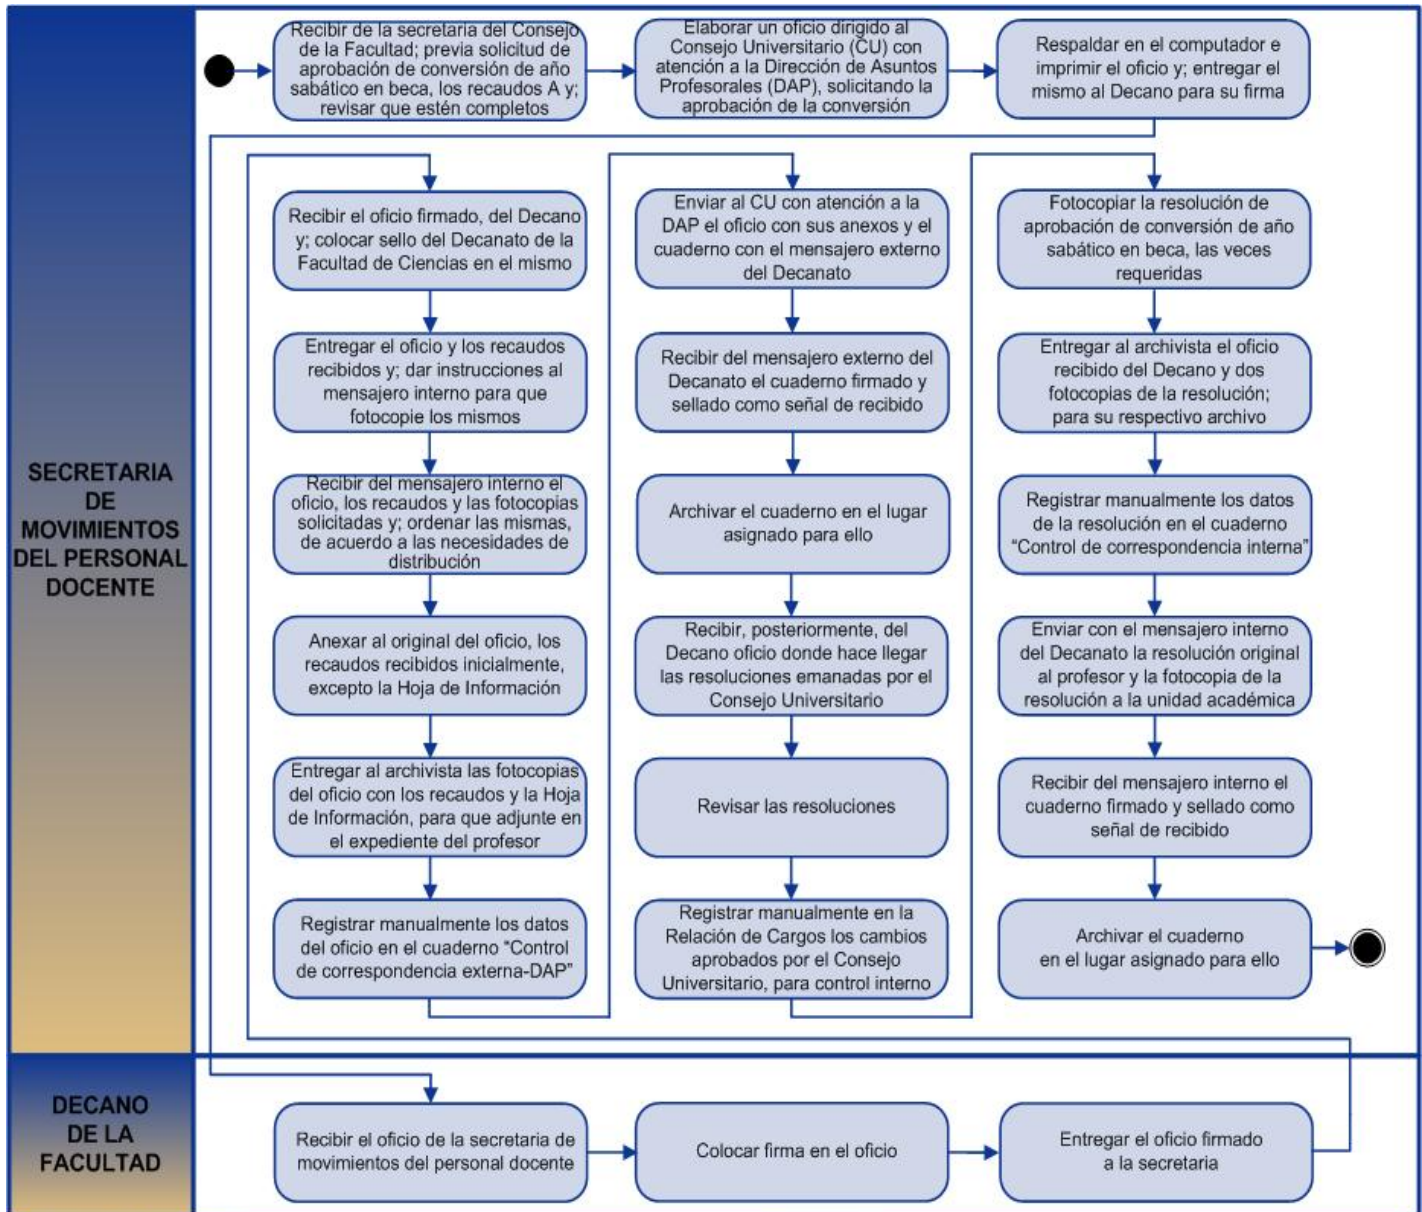 Recibir de la secretaria del Consejo
de la Facultad; previa solicitud de
aprobación de conversión de año
sabático en beca, los recaudos A y;
revisar que estén completos
Elaborar un oficio dirigido al
Consejo Universitario (CU) con
atención a la Dirección de Asuntos
Profesorales (DAP), solicitando la
aprobación de la conversión
Respaldar en el computador e
imprimir el oficio y; entregar el
mismo al Decano para su firma
SECRETARIA
DE
MOVIMIENTOS
DEL PERSONAL
DOCENTE
Recibir el oficio firmado, del Decano
y; colocar sello del Decanato de la
Facultad de Ciencias en el mismo
Entregar el oficio y los recaudos
recibidos y; dar instrucciones al
mensajero interno para que
fotocopie los mismos
Recibir del mensajero interno el
oficio, los recaudos y las fotocopias
solicitadas y; ordenar las mismas,
de acuerdo a las necesidades de
distribución
Anexar al original del oficio, los
recaudos recibidos inicialmente,
excepto la Hoja de Información
Entregar al archivista las fotocopias
del oficio con los recaudos y la Hoja
de Información, para que adjunte en
el expediente del profesor
Registrar manualmente los datos
del oficio en el cuaderno “Control
de correspondencia externa-DAP”
Enviar al CU con atención a la
DAP el oficio con sus anexos y el
cuaderno con el mensajero externo
del Decanato
Recibir del mensajero externo del
Decanato el cuaderno firmado y
sellado como señal de recibido
Archivar el cuaderno en el lugar
asignado para ello
Recibir, posteriormente, del
Decano oficio donde hace llegar
las resoluciones emanadas por el
Consejo Universitario
Revisar las resoluciones
Registrar manualmente en la
Relación de Cargos los cambios
aprobados por el Consejo
Universitario, para control interno
Fotocopiar la resolución de
aprobación de conversión de año
sabático en beca, las veces
requeridas
Entregar al archivista el oficio
recibido del Decano y dos
fotocopias de la resolución;
para su respectivo archivo
Registrar manualmente los datos
de la resolución en el cuaderno
“Control de correspondencia interna”
Enviar con el mensajero interno
del Decanato la resolución original
al profesor y la fotocopia de la
resolución a la unidad académica
Recibir del mensajero interno el
cuaderno firmado y sellado como
señal de recibido
Archivar el cuaderno
en el lugar asignado para ello
DECANO
DE LA
FACULTAD
Recibir el oficio de la secretaria de
movimientos del personal docente
Colocar firma en el oficio
Entregar el oficio firmado
a la secretaria